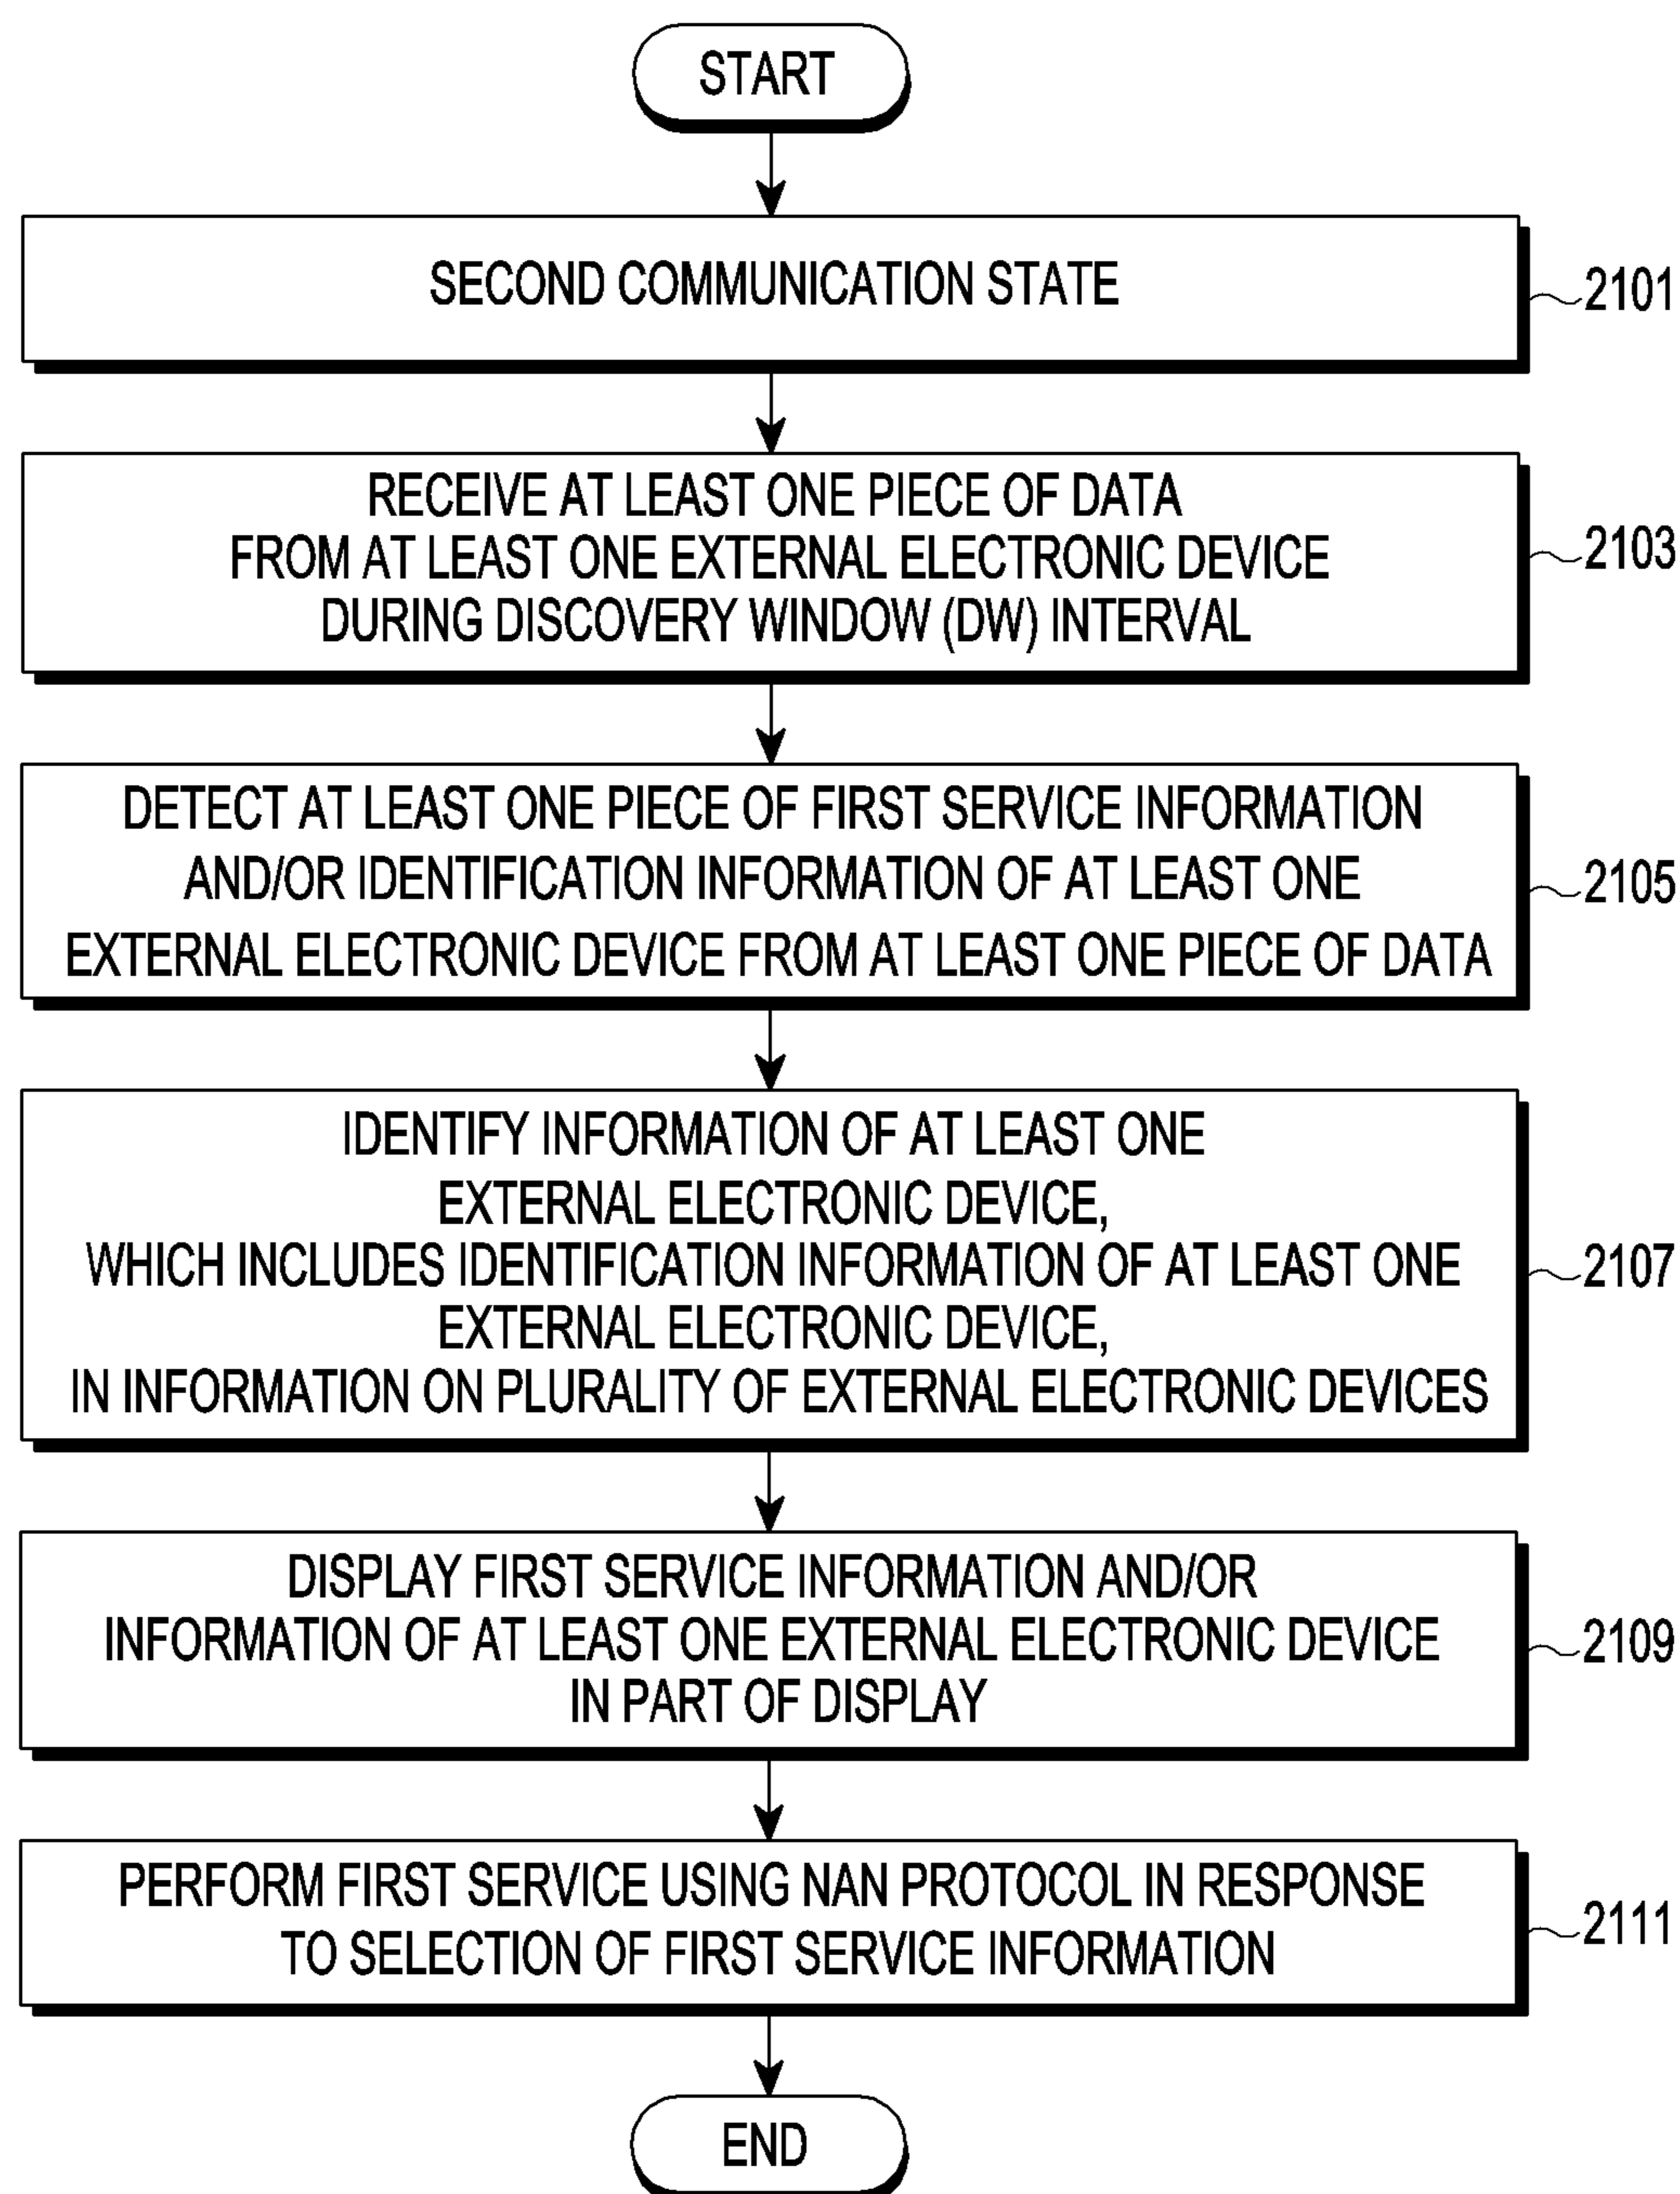 START
SECOND COMMUNICATION STATE
2101
RECEIVE AT LEAST ONE PIECE OF DATA
FROM AT LEAST ONE EXTERNAL ELECTRONIC DEVICE
DURING DISCOVERY WINDOW (DW) INTERVAL
2103
DETECT AT LEAST ONE PIECE OF FIRST SERVICE INFORMATION
AND/OR IDENTIFICATION INFORMATION OF AT LEAST ONE
EXTERNAL ELECTRONIC DEVICE FROM AT LEAST ONE PIECE OF DATA
2105
IDENTIFY INFORMATION OF AT LEAST ONE
EXTERNAL ELECTRONIC DEVICE,
WHICH INCLUDES IDENTIFICATION INFORMATION OF AT LEAST ONE
EXTERNAL ELECTRONIC DEVICE,
IN INFORMATION ON PLURALITY OF EXTERNAL ELECTRONIC DEVICES
2107
DISPLAY FIRST SERVICE INFORMATION AND/OR
INFORMATION OF AT LEAST ONE EXTERNAL ELECTRONIC DEVICE
IN PART OF DISPLAY
2109
PERFORM FIRST SERVICE USING NAN PROTOCOL IN RESPONSE
TO SELECTION OF FIRST SERVICE INFORMATION
2111
END